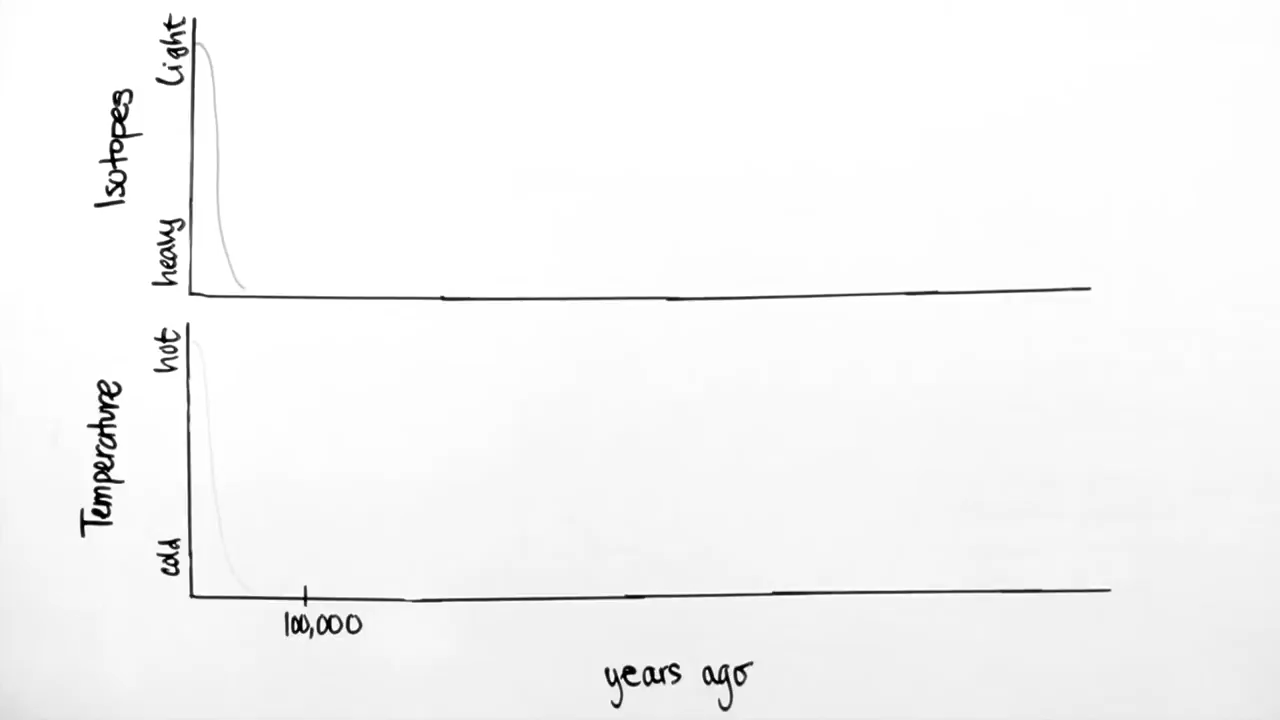 Isotopes
Light
heavy
Temperature
hot
cold
100,000
years ago